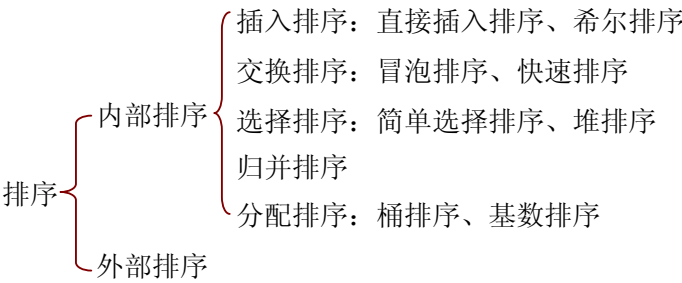 插入排序：直接插入排序、希尔排序
交换排序：冒泡排序、快速排序
内部排序
选择排序：简单选择排序、堆排序
归并排序
排序
分配排序：桶排序、基数排序
外部排序